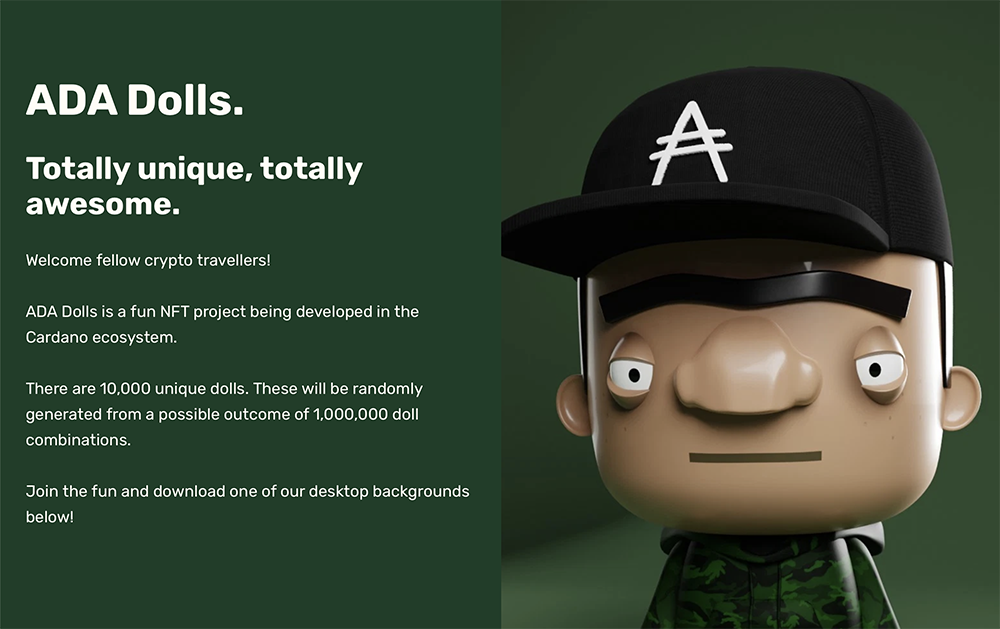 ADA Dolls.
Totally unique, totally
awesome.
Welcome fellow crypto travellers!
ADA Dolls is a fun NFT project being developed in the
Cardano ecosystem.
There are 10,000 unique dolls. These will be randomly
generated from a possible outcome of 1,000,000 doll
combinations.
Join the fun and download one of our desktop backgrounds
below!